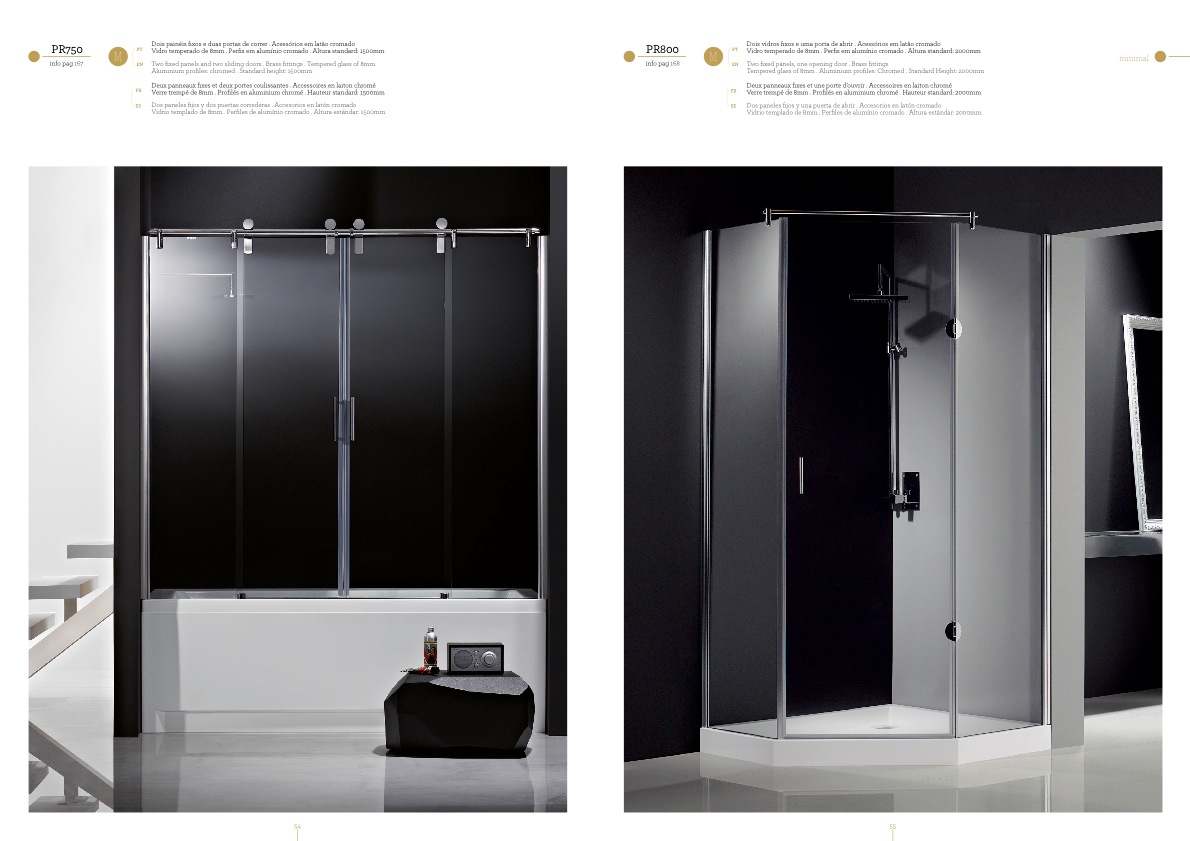 PR750
info pag 167
M
PT
Dois painéis fixos e duas portas de correr . Acessórios em latão cromado
Vidro temperado de 8mm . Perfis em alumínio cromado . Altura standard: 1500mm
EN
Two fixed panels and two sliding doors . Brass fittings . Tempered glass of 8mm
Aluminium profiles: chromed . Standard height: 1500mm
FR
Deux panneaux fixes et deux portes coulissantes . Accessoires en laiton chromé
Verre trempé de 8mm . Profilés en aluminium chromé . Hauteur standard: 1500mm
ES
Dos paneles fijos y dos puertas correderas . Accesorios en latón cromado
Vidrio templado de 8mm . Perfiles de aluminio cromado . Altura estándar: 1500mm
54
PR800
info pag 168
M
PT
Dois vidros fixos e uma porta de abrir . Acessórios em latão cromado
Vidro temperado de 8mm . Perfis em alumínio cromado . Altura standard: 2000mm
EN
Two fixed panels, one opening door . Brass fittings
Tempered glass of 8mm . Aluminium profiles: Chromed . Standard Height: 2000mm
FR
Deux panneaux fixes et une porte d'ouvrir . Accessoires en laiton chromé
Verre trempé de 8mm . Profilés en aluminium chromé . Hauteur standard: 2000mm
ES
Dos paneles fijos y una puerta de abrir . Accesorios en latón cromado
Vidrio templado de 8mm . Perfiles de aluminio cromado . Altura estándar: 2000mm
minimal
55